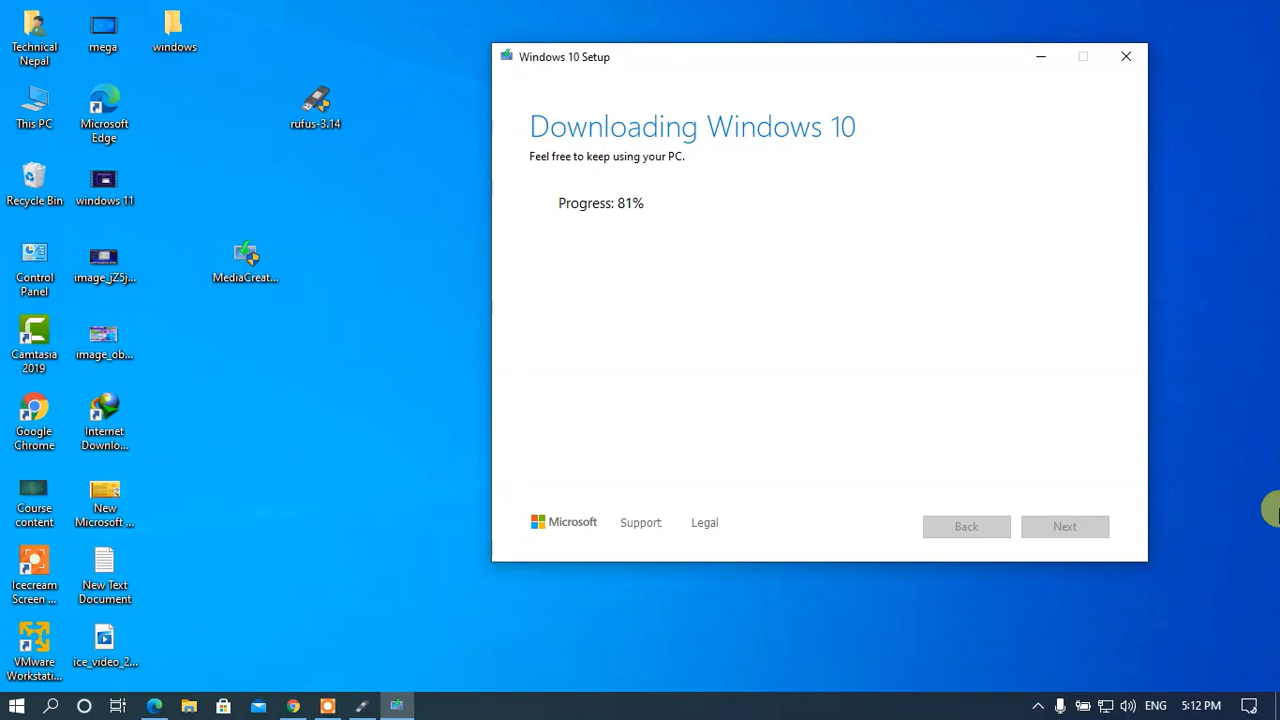 Technical
Nepal
mega
windows
This PC
Microsoft
Edge
rufus-3.14
Recycle Bin
windows 11
Control
Panel
image_jZ5j...
MediaCreat...
Camtasia
2019
image_ob...
Google
Chrome
Internet
Downlo...
Course
content
New
Microsoft ...
Icecream
Screen ...
New Text
Document
VMware
Workstati...
ice_video_2...
Windows 10 Setup
Downloading Windows 10
Feel free to keep using your PC.
Progress: 81%
Microsoft
Support
Legal
Back
Next
ENG
5:12 PM